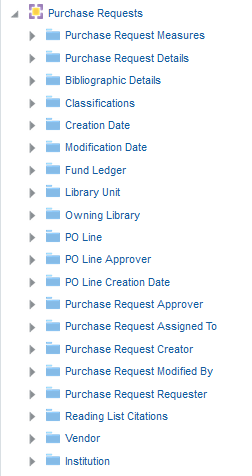 Purchase Requests
Purchase Request Measures
Purchase Request Details
Bibliographic Details
Classifications
Creation Date
Modification Date
Fund Ledger
Library Unit
Owning Library
PO Line
PO Line Approver
PO Line Creation Date
Purchase Request Approver
Purchase Request Assigned To
Purchase Request Creator
Purchase Request Modified By
Purchase Request Requester
Reading List Citations
Vendor
Institution